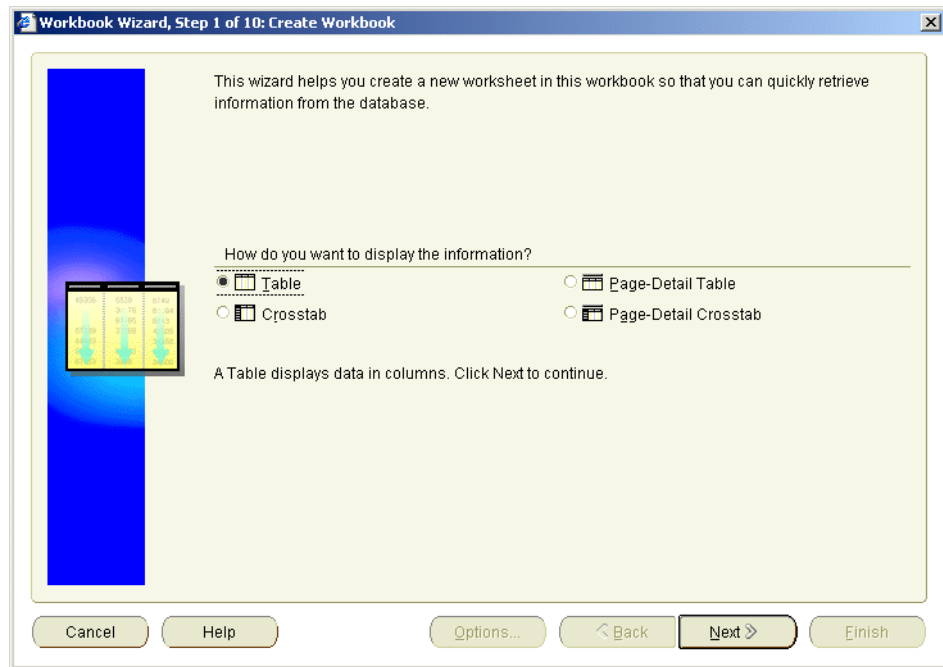 Workbook Wizard, Step 1 of 10: Create Workbook
This wizard helps you create a new worksheet in this workbook so that you can quickly retrieve
information from the database.
How do you want to display the information?
Table
Page-Detail Table
Crosstab
Page-Detail Crosstab
A Table displays data in columns. Click Next to continue.
Cancel
Help
Options...
Back
Next
Finish